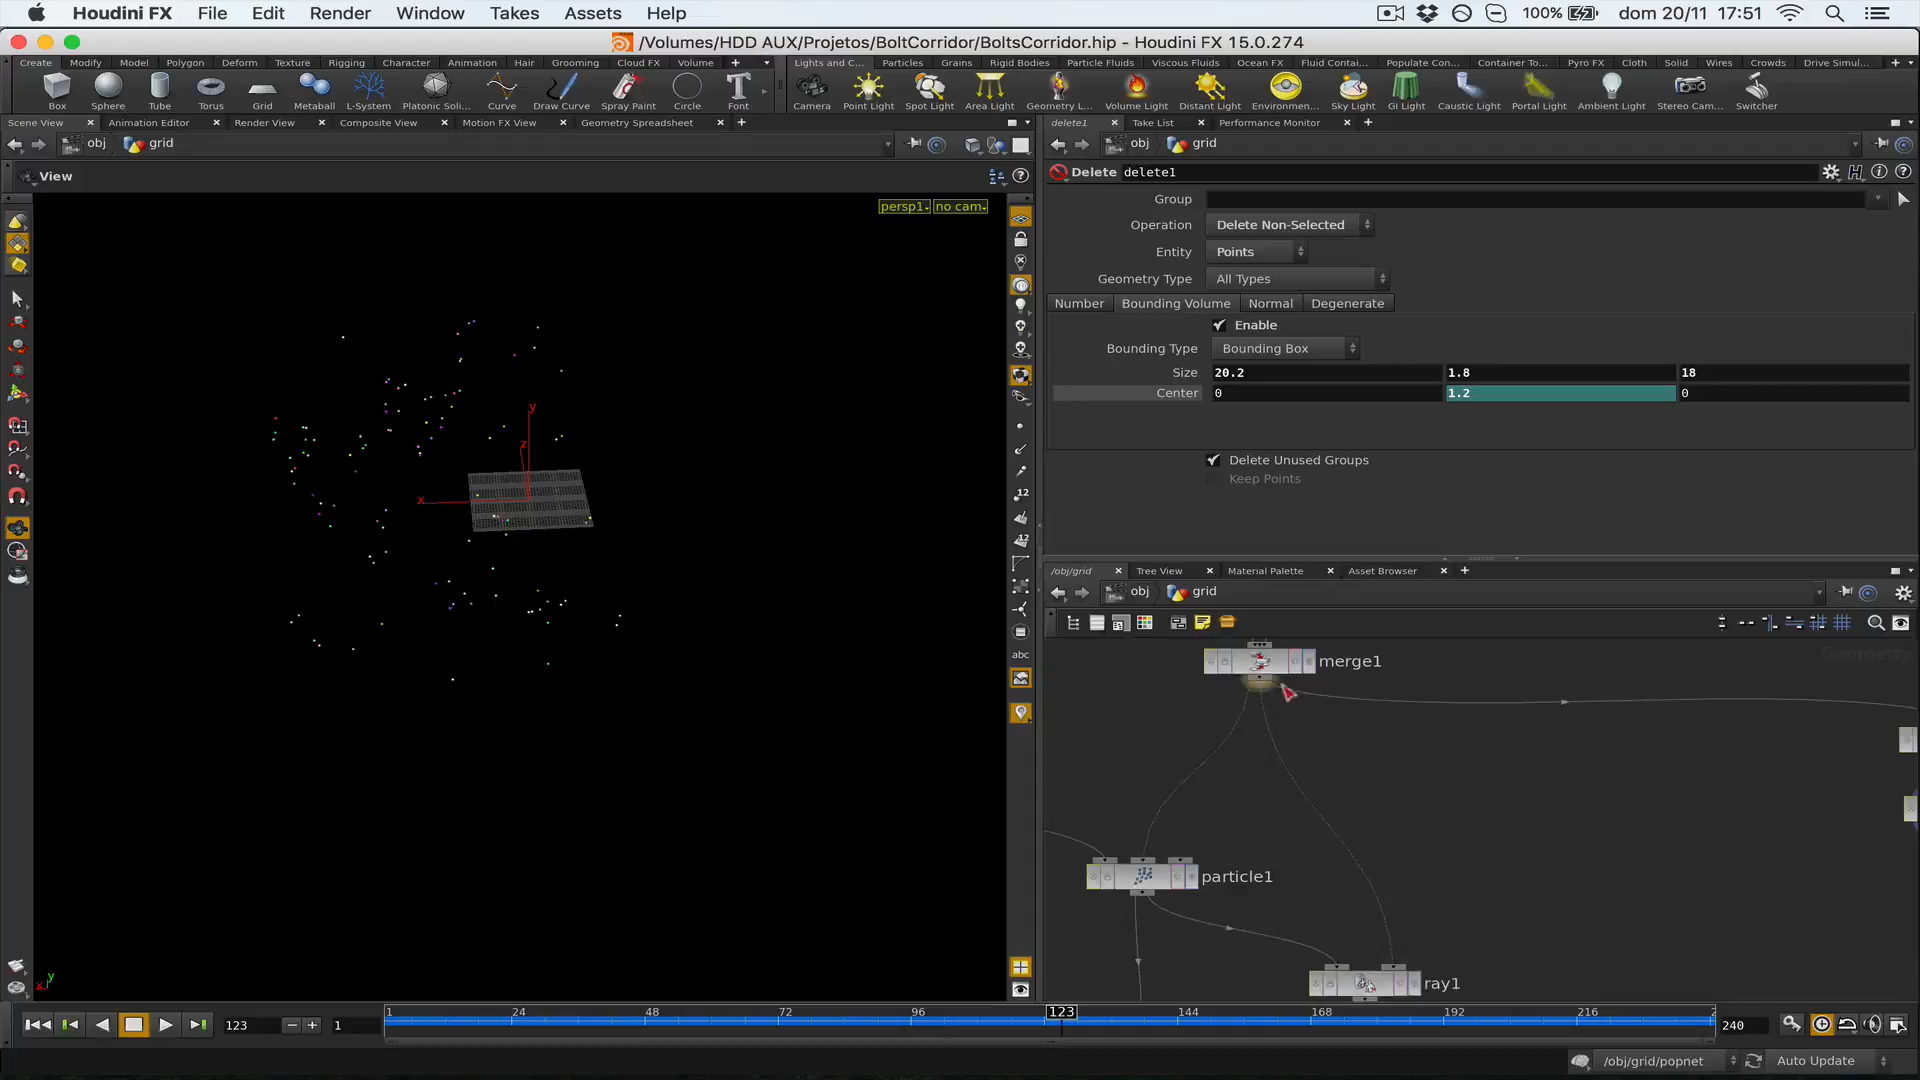 Houdini FX File Edit Render Window Takes Assets Help 100% dom 20/11 17:51
/Volumes/HDD AUX/Projetos/BoltCorridor/BoltsCorridor.hip - Houdini FX 15.0.274
Create Modify Model Polygon Deform Texture Rigging Character Animation Hair Grooming Cloud FX Volume
Lights and C... Particles Grains Rigid Bodies Particle Fluids Viscous Fluids Ocean FX Fluid Contai... Populate Con... Container To... Pyro FX Cloth Solid Wires Crowds Drive Simul...
Box Sphere Tube Torus Grid Metaball L-System Platonic Soli... Curve Draw Curve Spray Paint Circle Font
Camera Point Light Spot Light Area Light Geometry L... Volume Light Distant Light Environmen... Sky Light GI Light Caustic Light Portal Light Ambient Light Stereo Cam... Switcher
Scene View Animation Editor Render View Composite View Motion FX View Geometry Spreadsheet
delete1 Take List Performance Monitor
obj grid
obj grid
View
Delete delete1
persp1 no cam
Group
Operation Delete Non-Selected
Entity Points
Geometry Type All Types
Number Bounding Volume Normal Degenerate
Enable
Bounding Type Bounding Box
Size 20.2 1.8 18
Center 0 1.2 0
Delete Unused Groups
Keep Points
y
z
x
12
12
abc
/obj/grid Tree View Material Palette Asset Browser
obj grid
Geometry
merge1
particle1
ray1
y
x
123 1
1 24 48 72 96 123 144 168 192 216 2
240
/obj/grid/popnet Auto Update